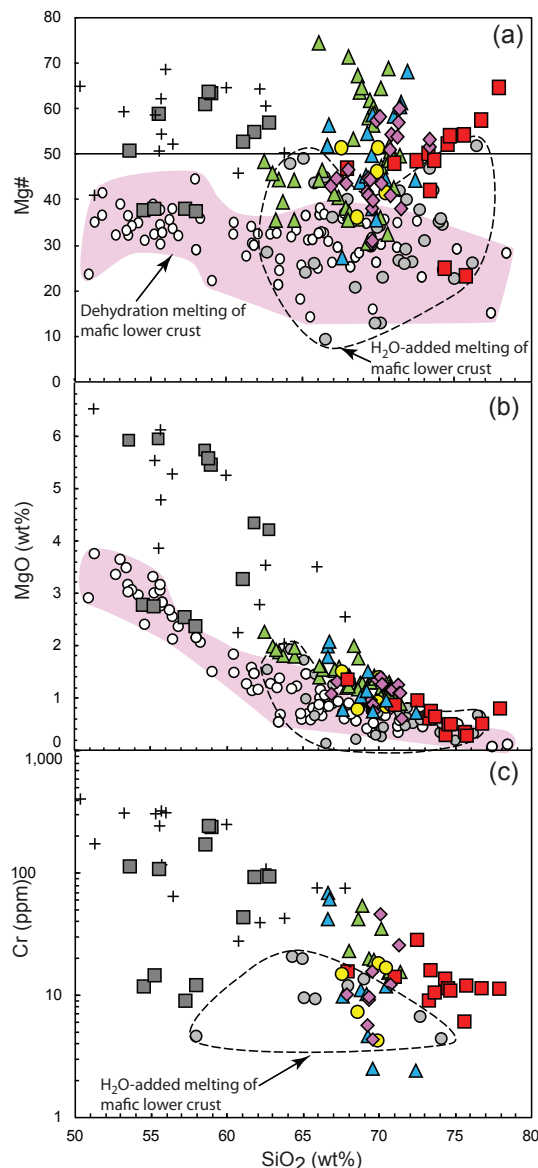 (a)
80
70
60
50
40
30
20
10
0
Mg#
Dehydration melting of
mafic lower crust
H₂O-added melting of
mafic lower crust
(b)
6
5
4
3
2
1
0
MgO (wt%)
(c)
1,000
100
10
1
Cr (ppm)
H₂O-added melting of
mafic lower crust
50 55 60 65 70 75 80
SiO₂ (wt%)